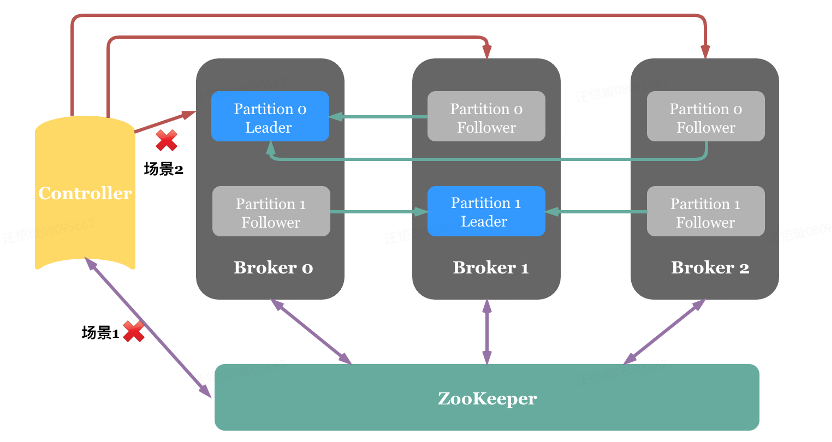 Partition 0
Leader
Partition 0
Follower
Partition 0
Follower
场景2
Controller
Partition 1
Follower
Partition 1
Leader
Partition 1
Follower
Broker 0
Broker 1
Broker 2
场景1
ZooKeeper